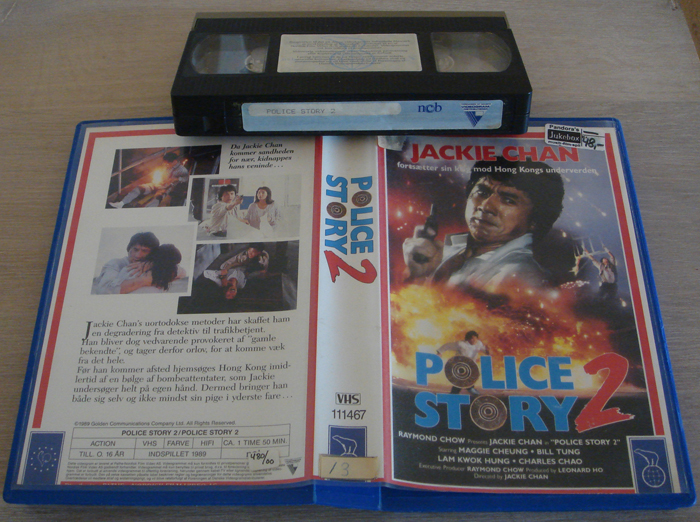 POLICE STORY 2
ncb
Da Jackie Chan
kommer sandheden
for nær, kidnappes
hans veninde...
Jackie Chan's uortodokse metoder har skaffet ham
en degradering fra detektiv til trafikbetjent.
Han bliver dog vedvarende provokeret af "gamle
bekendte", og tager derfor orlov, for at komme væk
fra det hele.
Før han kommer afsted hjemsøges Hong Kong imid-
lertid af en bølge af bombeattentater, som Jackie
undersøger helt på egen hånd. Dermed bringer han
både sig selv og ikke mindst sin pige i yderste fare...
©1989 Golden Communications Company Ltd. All Rights Reserved.
POLICE STORY 2/POLICE STORY 2
ACTION VHS FARVE HIFI CA. 1 TIME 50 MIN.
TILL. O. 16 ÅR INDSPILLET 1989
480/00
POLICE
STORY
2
VHS
111467
13
Pandora's
Jukebox
48,-
JACKIE CHAN
fortsætter sin krig mod Hong Kongs underverden
POLICE
STORY 2
RAYMOND CHOW Presents JACKIE CHAN in "POLICE STORY 2"
Starring MAGGIE CHEUNG • BILL TUNG
LAM KWOK HUNG • CHARLES CHAO
Executive Producer RAYMOND CHOW Produced by LEONARD HO
Directed by JACKIE CHAN